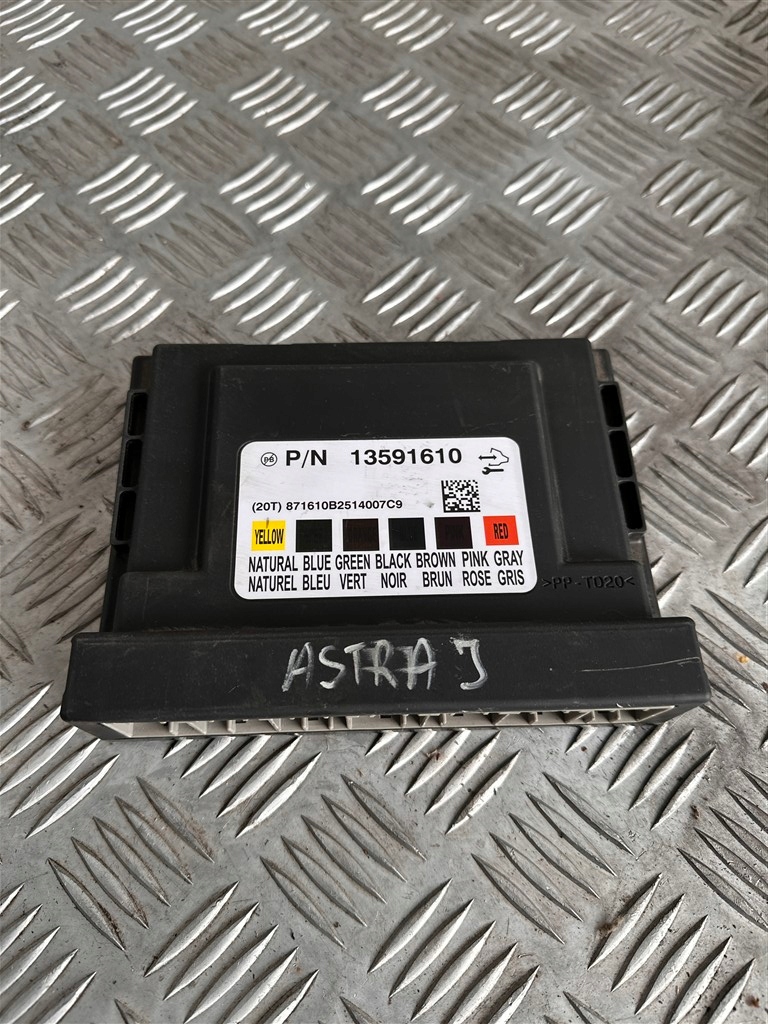 P/N 13591610
(20T) 871610B2514007C9
YELLOW RED
NATURAL BLUE GREEN BLACK BROWN PINK GRAY
NATUREL BLEU VERT NOIR BRUN ROSE GRIS
>PP-TD20<
ASTRA J